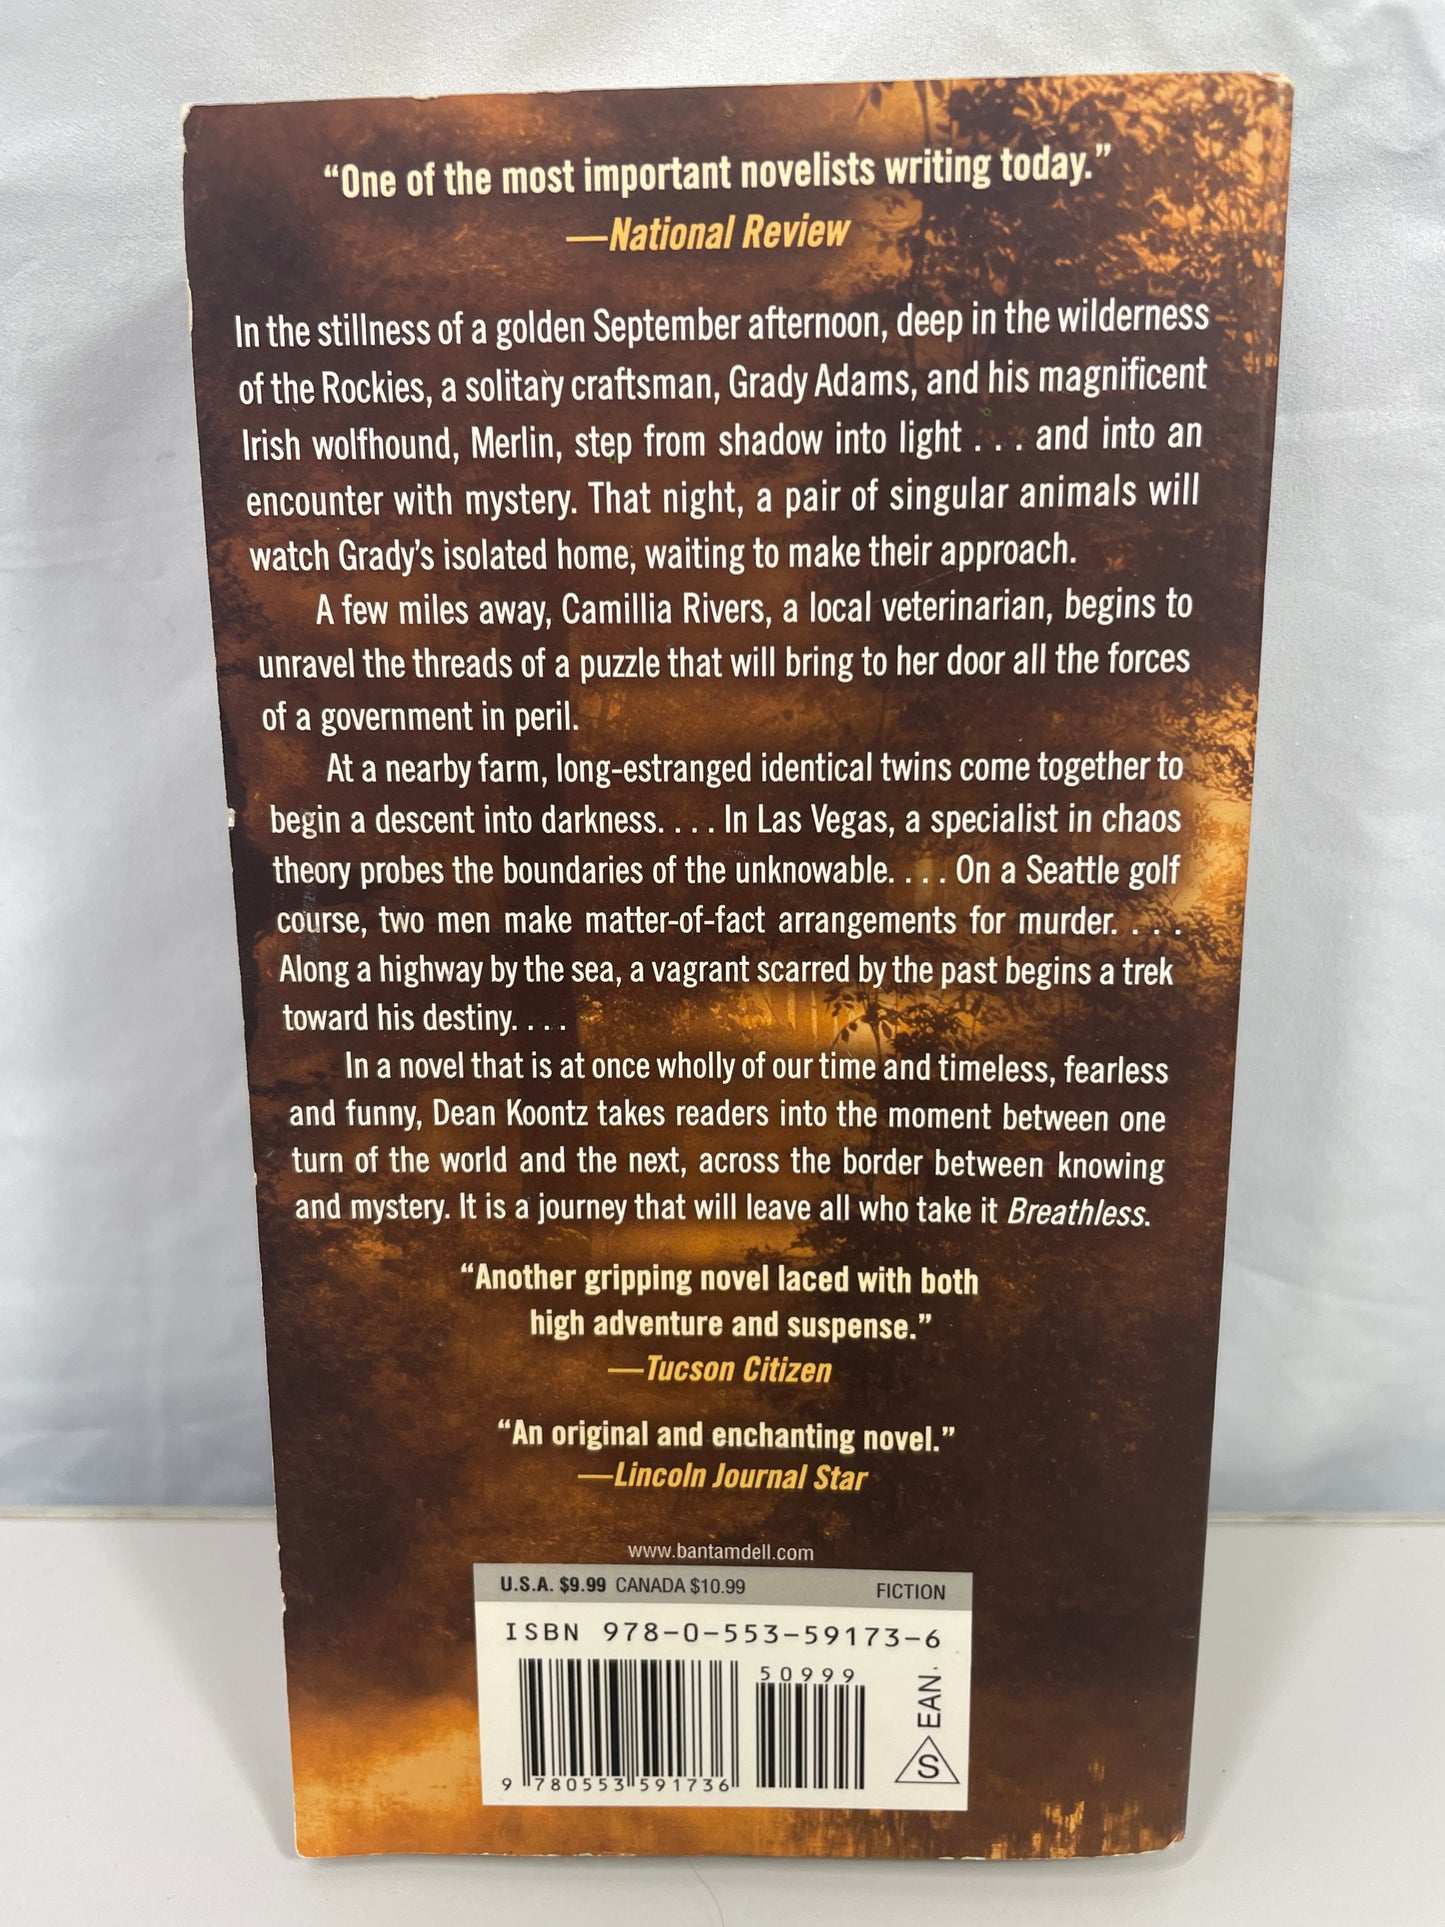 “One of the most important novelists writing today.”
—National Review
In the stillness of a golden September afternoon, deep in the wilderness
of the Rockies, a solitary craftsman, Grady Adams, and his magnificent
Irish wolfhound, Merlin, step from shadow into light . . . and into an
encounter with mystery. That night, a pair of singular animals will
watch Grady’s isolated home, waiting to make their approach.
A few miles away, Camillia Rivers, a local veterinarian, begins to
unravel the threads of a puzzle that will bring to her door all the forces
of a government in peril.
At a nearby farm, long-estranged identical twins come together to
begin a descent into darkness. . . . In Las Vegas, a specialist in chaos
theory probes the boundaries of the unknowable. . . . On a Seattle golf
course, two men make matter-of-fact arrangements for murder. . . .
Along a highway by the sea, a vagrant scarred by the past begins a trek
toward his destiny. . . .
In a novel that is at once wholly of our time and timeless, fearless
and funny, Dean Koontz takes readers into the moment between one
turn of the world and the next, across the border between knowing
and mystery. It is a journey that will leave all who take it Breathless.
“Another gripping novel laced with both
high adventure and suspense.”
—Tucson Citizen
“An original and enchanting novel.”
—Lincoln Journal Star
www.bantamdell.com
U.S.A. $9.99 CANADA $10.99 FICTION
ISBN 978-0-553-59173-6
50999
9 780553 591736
EAN.
S